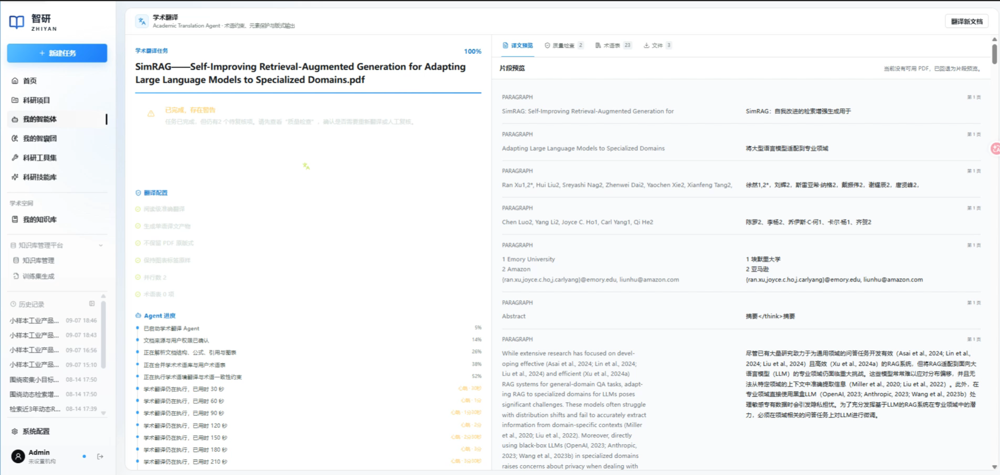 智研
ZHIYAN
+ 新建任务
首页
科研项目
我的智能体
我的智囊团
科研工具集
科研技能库
学术空间
我的知识库
知识库管理平台
知识库管理
训练集生成
历史记录
小样本工业产品... 09-07 18:46
小样本工业产品... 09-07 18:43
小样本工业产品... 09-07 16:56
小样本工业产品... 09-07 15:10
围绕密集小目标... 08-14 17:50
围绕动态检索增... 08-14 17:50
检索近3年动态R... 08-14 17:39
系统配置
Admin
未设置机构
学术翻译
Academic Translation Agent · 术语约束、元素保护与版式输出
翻译新文档
学术翻译任务 100%
SimRAG——Self-Improving Retrieval-Augmented Generation for Adapting
Large Language Models to Specialized Domains.pdf
已完成，存在警告
任务已完成，但仍有2 个待复核项。请先查看“质量检查”，确认是否需要重新翻译或人工复核。
翻译配置
阅读级准确翻译
生成单语译文产物
不保留 PDF 原版式
保持图表标签原样
并行数 2
术语表 0 项
Agent 进度
已启动学术翻译 Agent 5%
文档来源与用户权限已确认 14%
正在解析文档结构、公式、引用与图表 26%
正在合并学术术语库与用户术语表 38%
正在执行学术语境翻译与术语一致性约束 52%
学术翻译仍在执行，已用时 30 秒 心跳 · 30秒
学术翻译仍在执行，已用时 60 秒 心跳 · 1分
学术翻译仍在执行，已用时 90 秒 心跳 · 1分30秒
学术翻译仍在执行，已用时 120 秒 心跳 · 2分
学术翻译仍在执行，已用时 150 秒 心跳 · 2分30秒
学术翻译仍在执行，已用时 180 秒 心跳 · 3分
学术翻译仍在执行，已用时 210 秒 心跳 · 3分30秒
译文预览 质量检查 2 术语表 23 文件 3
片段预览 当前没有可用 PDF，已回退为片段预览。
PARAGRAPH 第 1 页
SimRAG: Self-Improving Retrieval-Augmented Generation for
SimRAG：自我改进的检索增强生成用于
PARAGRAPH 第 1 页
Adapting Large Language Models to Specialized Domains
将大型语言模型适配到专业领域
PARAGRAPH 第 1 页
Ran Xu1,2*, Hui Liu2, Sreyashi Nag2, Zhenwei Dai2, Yaochen Xie2, Xianfeng Tang2,
徐然1,2*，刘辉2，斯雷亚希·纳格2，戴振伟2，谢耀辰2，唐贤峰2，
PARAGRAPH 第 1 页
Chen Luo2, Yang Li2, Joyce C. Ho1, Carl Yang1, Qi He2
陈罗2、李杨2、乔伊斯·C·何1、卡尔·杨1、齐贺2
PARAGRAPH 第 1 页
1 Emory University
2 Amazon
{ran.xu,joyce.c.ho,j.carlyang}@emory.edu, liunhu@amazon.com
1 埃默里大学
2 亚马逊
{ran.xu,joyce.c.ho,j.carlyang}@emory.edu, liunhu@amazon.com
PARAGRAPH 第 1 页
Abstract
摘要</think>摘要
PARAGRAPH 第 1 页
While extensive research has focused on devel-
oping effective (Asai et al., 2024; Lin et al., 2024;
Liu et al., 2024) and efficient (Xu et al., 2024a)
RAG systems for general-domain QA tasks, adapt-
ing RAG to specialized domains for LLMs poses
significant challenges. These models often struggle
with distribution shifts and fail to accurately extract
information from domain-specific contexts (Miller
et al., 2020; Liu et al., 2022). Moreover, directly
using black-box LLMs (OpenAI, 2023; Anthropic,
2023; Wang et al., 2023b) in specialized domains
raises concerns about privacy when dealing with
尽管已有大量研究致力于为通用领域的问答任务开发有效（Asai et al., 2024; Lin et al.,
2024; Liu et al., 2024）且高效（Xu et al., 2024a）的RAG系统，但将RAG适配到面向大
语言模型（LLM）的专业领域仍面临重大挑战。这些模型常常难以应对分布偏移，并且无
法从特定领域的上下文中准确提取信息（Miller et al., 2020; Liu et al., 2022）。此外，在
专业领域直接使用黑盒LLM（OpenAI, 2023; Anthropic, 2023; Wang et al., 2023b）处
理敏感专有数据时会引发隐私担忧。为了充分发挥基于LLM的RAG系统在专业领域中的潜
力，必须在领域相关的问答任务上对LLM进行微调。